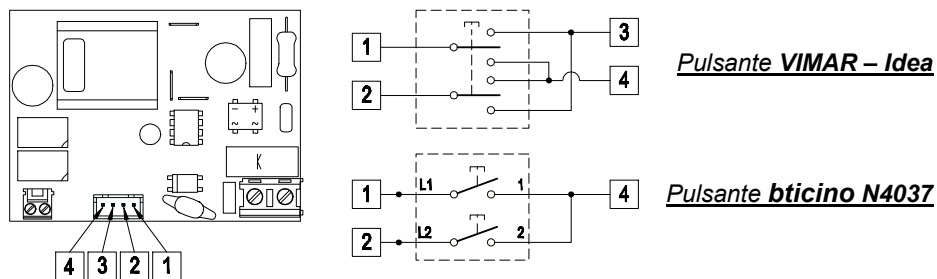 1
3
Pulsante VIMAR – Idea
4
2
- +
~ ~
K
1 L1 1 4
Pulsante bticino N4037
2 L2 2
4 3 2 1